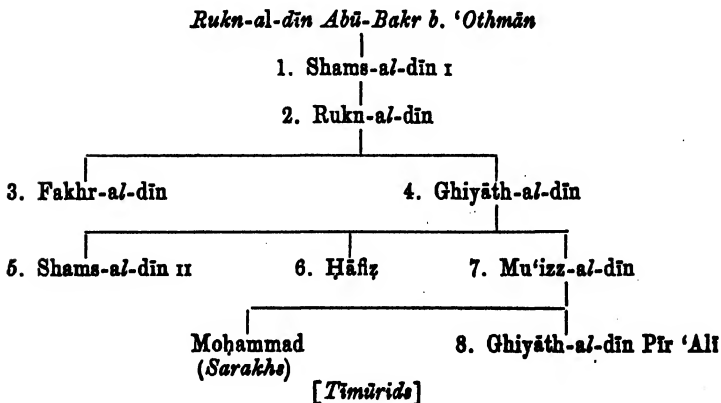 Rukn-al-dīn Abū-Bakr b. ‘Othmān
1. Shams-al-dīn I
2. Rukn-al-dīn
3. Fakhr-al-dīn 4. Ghiyāth-al-dīn
5. Shams-al-dīn II 6. Ḥāfiẓ 7. Mu‘izz-al-dīn
Moḥammad 8. Ghiyāth-al-dīn Pīr ‘Alī
(Sarakhs)
[Tīmūrids]